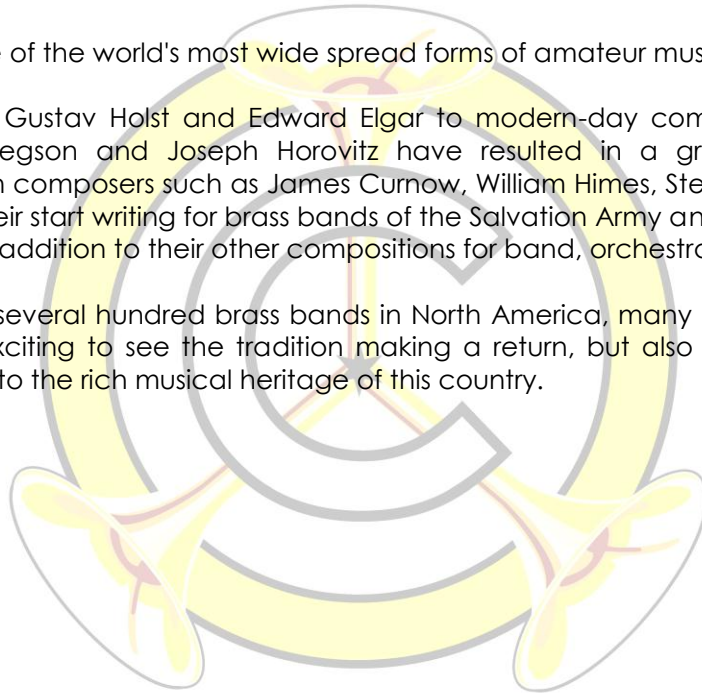 e of the world's most wide spread forms of amateur mus
Gustav Holst and Edward Elgar to modern-day com
egson and Joseph Horovitz have resulted in a gr
n composers such as James Curnow, William Himes, Ste
eir start writing for brass bands of the Salvation Army an
addition to their other compositions for band, orchestra
several hundred brass bands in North America, many
xciting to see the tradition making a return, but also
to the rich musical heritage of this country.
C